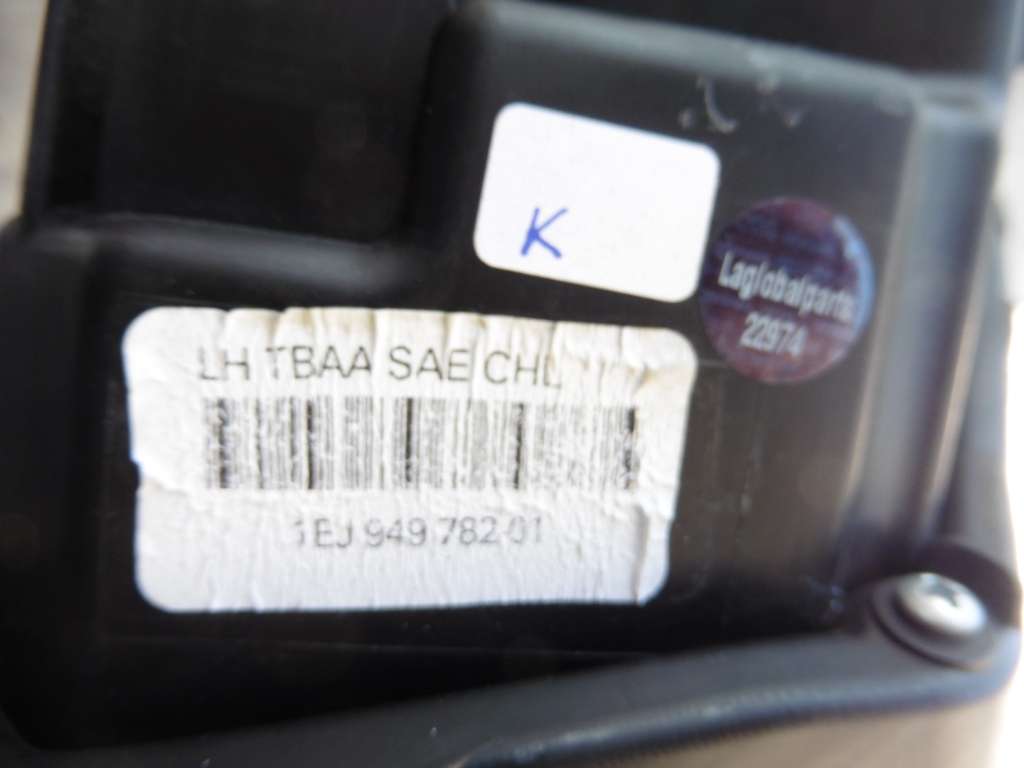 K
Laglobalparts
22974
LH TBAA SAE CHL
1EJ 949 782-01